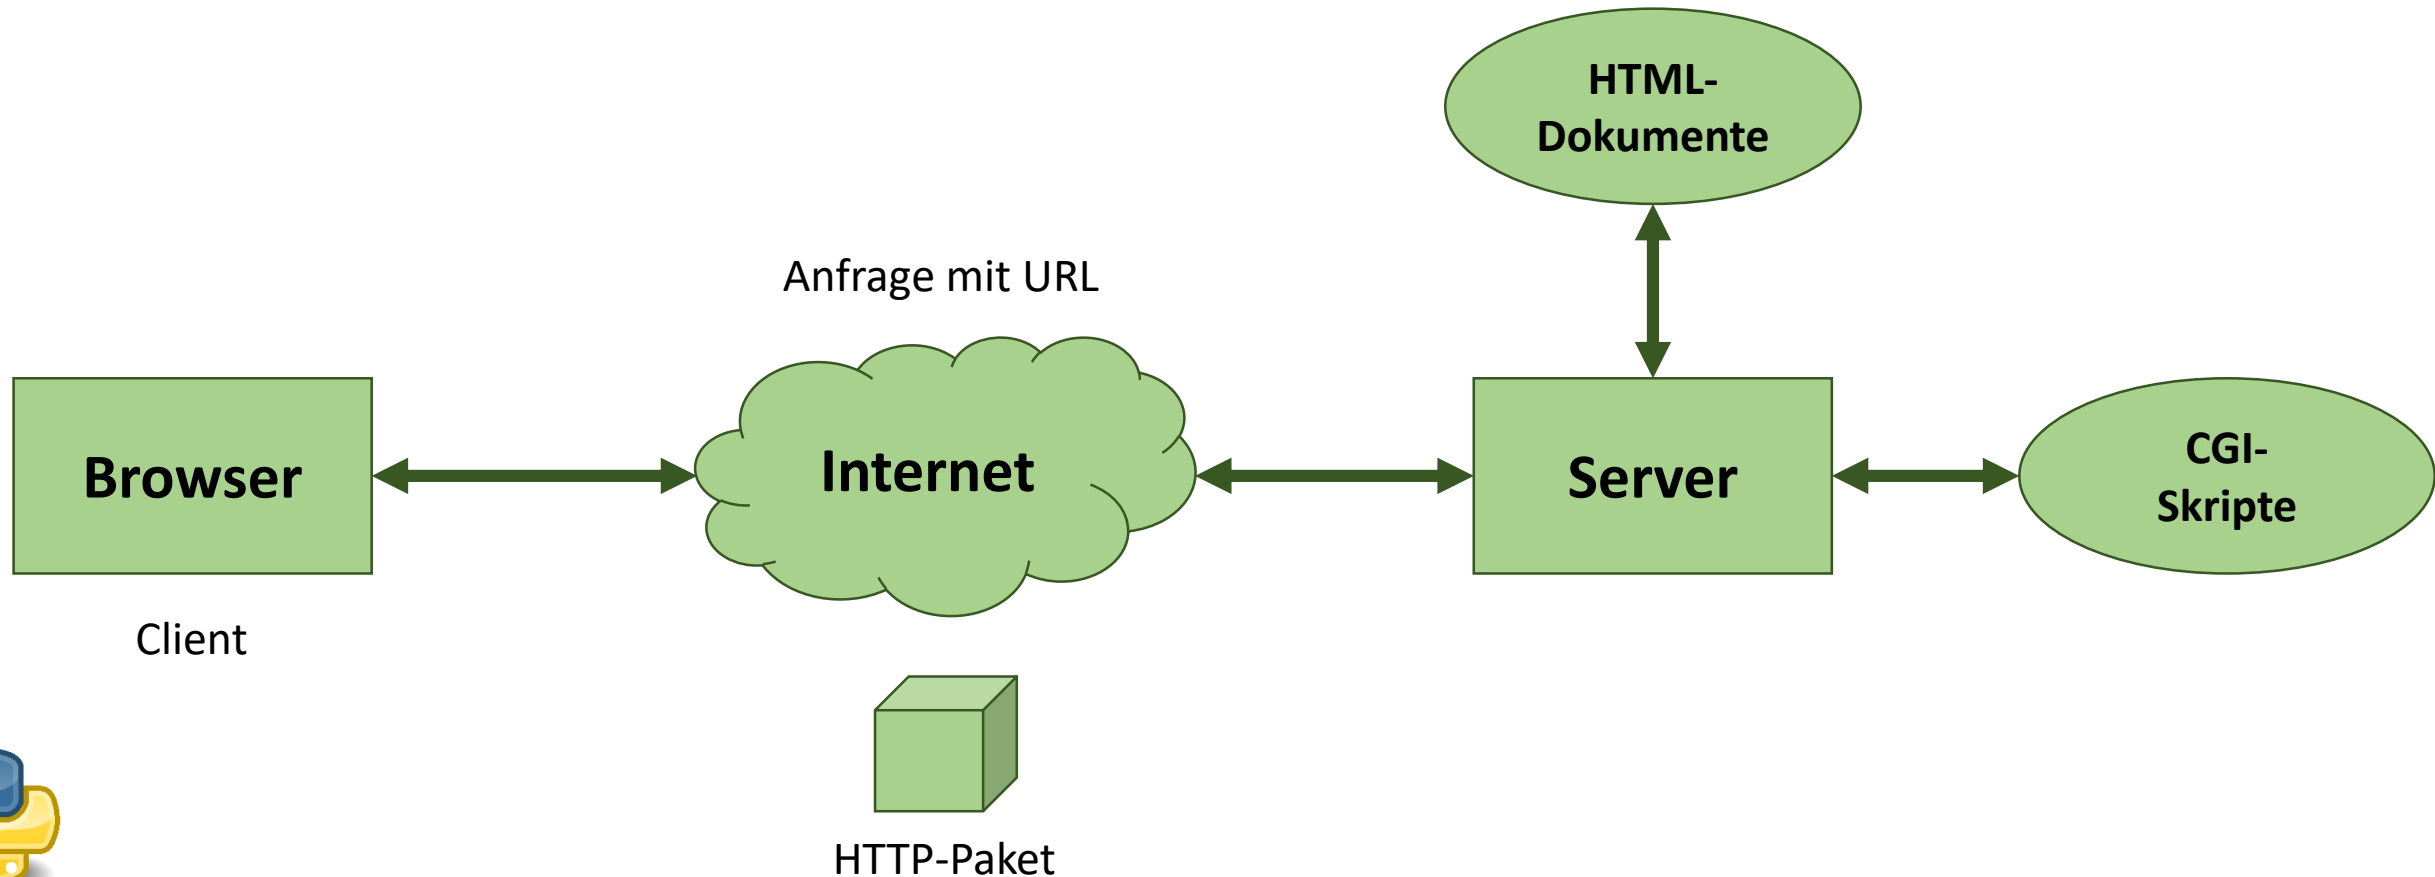 HTML-
Dokumente
Anfrage mit URL
Browser
Internet
Server
CGI-
Skripte
Client
HTTP-Paket